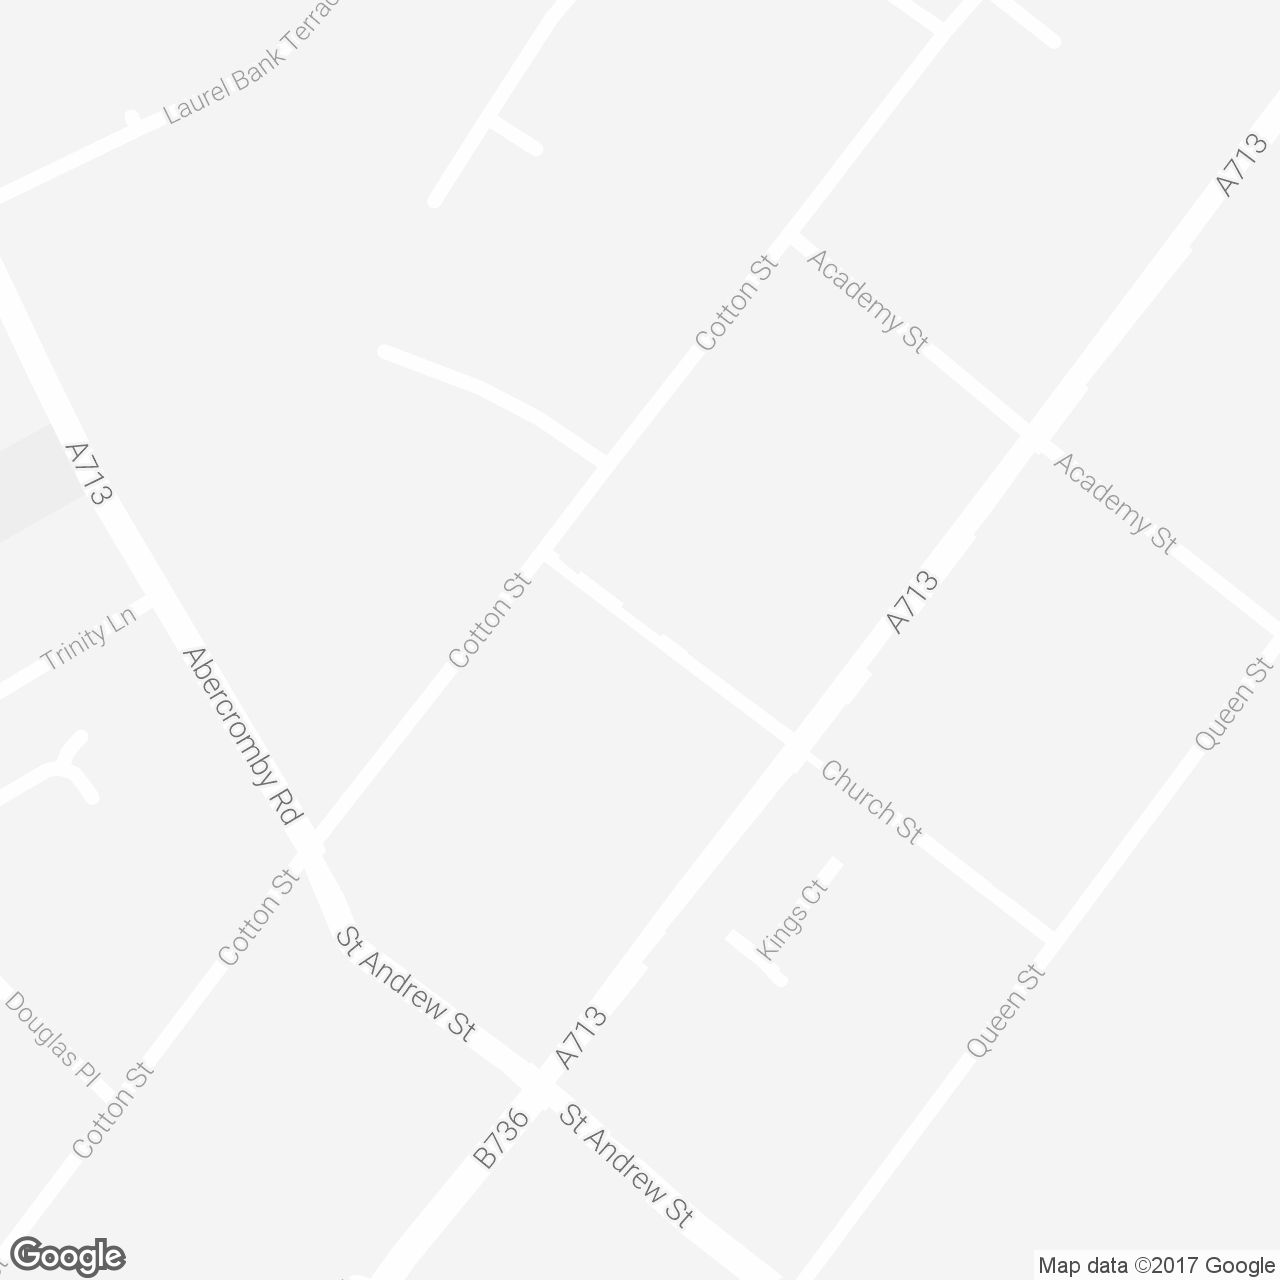 Laurel Bank Terrac
A713
Cotton St
Academy St
A713
Academy St
A713
Cotton St
Trinity Ln
Queen St
Abercromby Rd
Church St
Kings Ct
Cotton St
St Andrew St
Queen St
Douglas Pl
A713
Cotton St
B736
St Andrew St
Google
Map data ©2017 Google